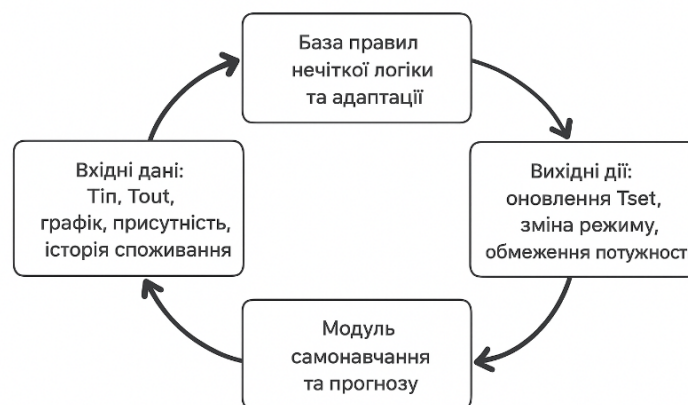 База правил
нечіткої логіки
та адаптації
Вхідні дані:
Тіп, Tout,
графік, присутність,
історія споживання
Вихідні дії:
оновлення Tset,
зміна режиму,
обмеження потужност
Модуль
самонавчання
та прогнозу